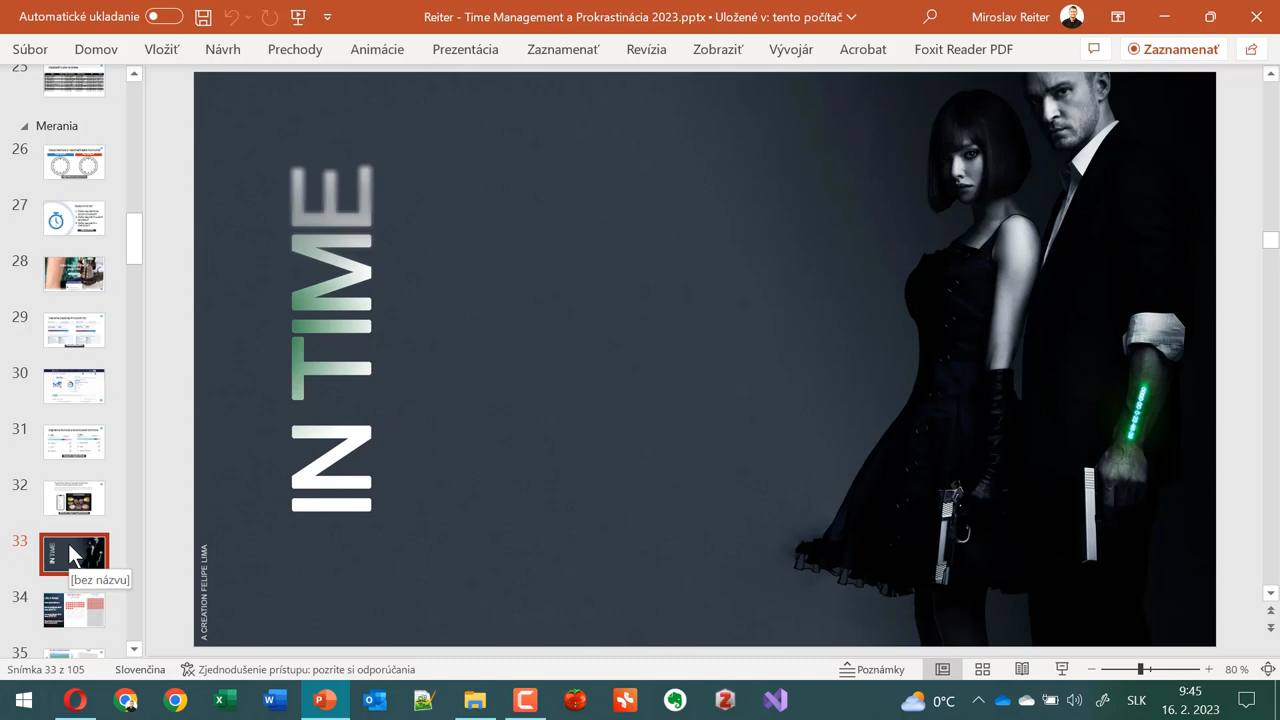 Automatické ukladanie
Reiter - Time Management a Prokrastinácia 2023.pptx • Uložené v: tento počítač
Miroslav Reiter
Súbor Domov Vložiť Návrh Prechody Animácie Prezentácia Zaznamenať Revízia Zobraziť Vývojár Acrobat Foxit Reader PDF Zaznamenať
25
Merania
26
27
28
29
30
31
32
33
[bez názvu]
34
35
IN TIME
A CREATION FELIPE LIMA
Snímka 33 z 105 Slovenčina Zjednodušenie prístupu: pozrite si odporúčania Poznámky 80 %
0°C SLK 9:45
16. 2. 2023